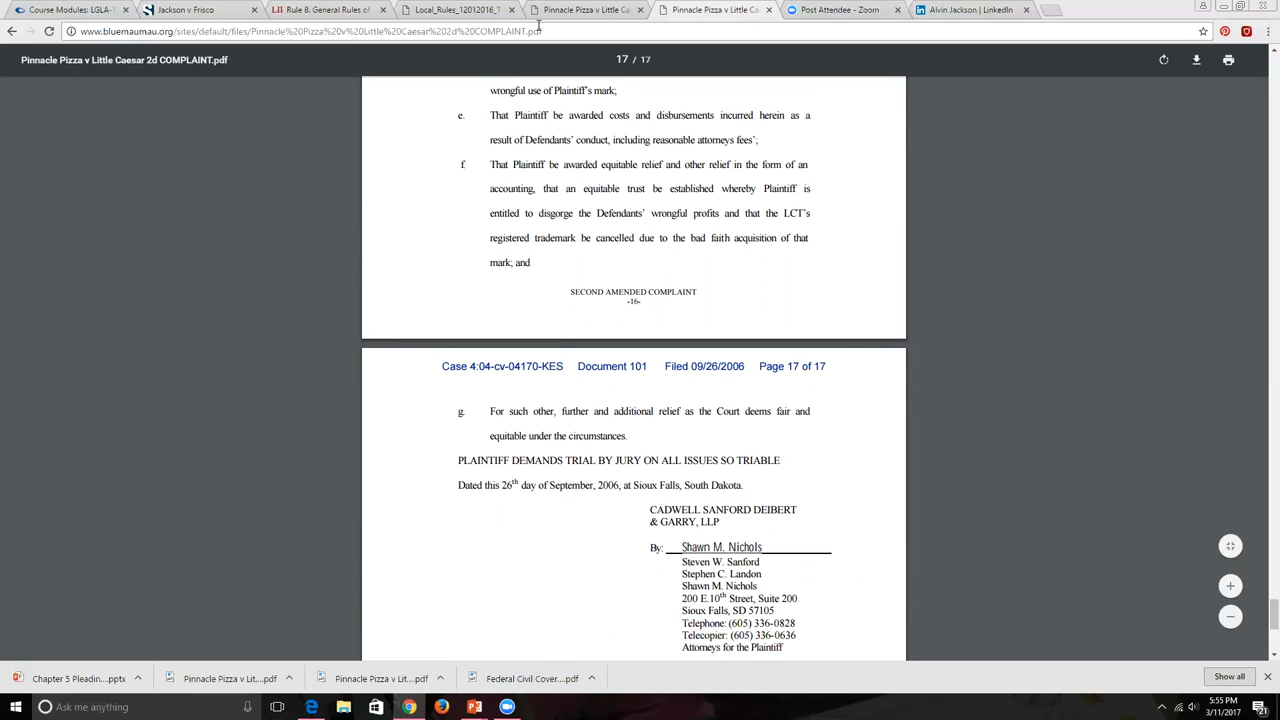 Course Modules: LGLA-1
Jackson v Frisco
Rule 8. General Rules of
Local_Rules_12012016_1
Pinnacle Pizza v Little Ca
Pinnacle Pizza v Little Ca
Post Attendee - Zoom
Alvin Jackson | LinkedIn
www.bluemaumau.org/sites/default/files/Pinnacle%20Pizza%20v%20Little%20Caesar%202d%20COMPLAINT.pdf
Pinnacle Pizza v Little Caesar 2d COMPLAINT.pdf
17 / 17
wrongful use of Plaintiff's mark;
e. That Plaintiff be awarded costs and disbursements incurred herein as a
result of Defendants' conduct, including reasonable attorneys fees';
f. That Plaintiff be awarded equitable relief and other relief in the form of an
accounting, that an equitable trust be established whereby Plaintiff is
entitled to disgorge the Defendants' wrongful profits and that the LCT's
registered trademark be cancelled due to the bad faith acquisition of that
mark; and
SECOND AMENDED COMPLAINT
-16-
Case 4:04-cv-04170-KES Document 101 Filed 09/26/2006 Page 17 of 17
g. For such other, further and additional relief as the Court deems fair and
equitable under the circumstances.
PLAINTIFF DEMANDS TRIAL BY JURY ON ALL ISSUES SO TRIABLE
Dated this 26th day of September, 2006, at Sioux Falls, South Dakota.
CADWELL SANFORD DEIBERT
& GARRY, LLP
By: Shawn M. Nichols
Steven W. Sanford
Stephen C. Landon
Shawn M. Nichols
200 E.10th Street, Suite 200
Sioux Falls, SD 57105
Telephone: (605) 336-0828
Telecopier: (605) 336-0636
Attorneys for the Plaintiff
Chapter 5 Pleadin....pptx
Pinnacle Pizza v Lit....pdf
Pinnacle Pizza v Lit....pdf
Federal Civil Cover....pdf
Show all
Ask me anything
5:55 PM
3/11/2017